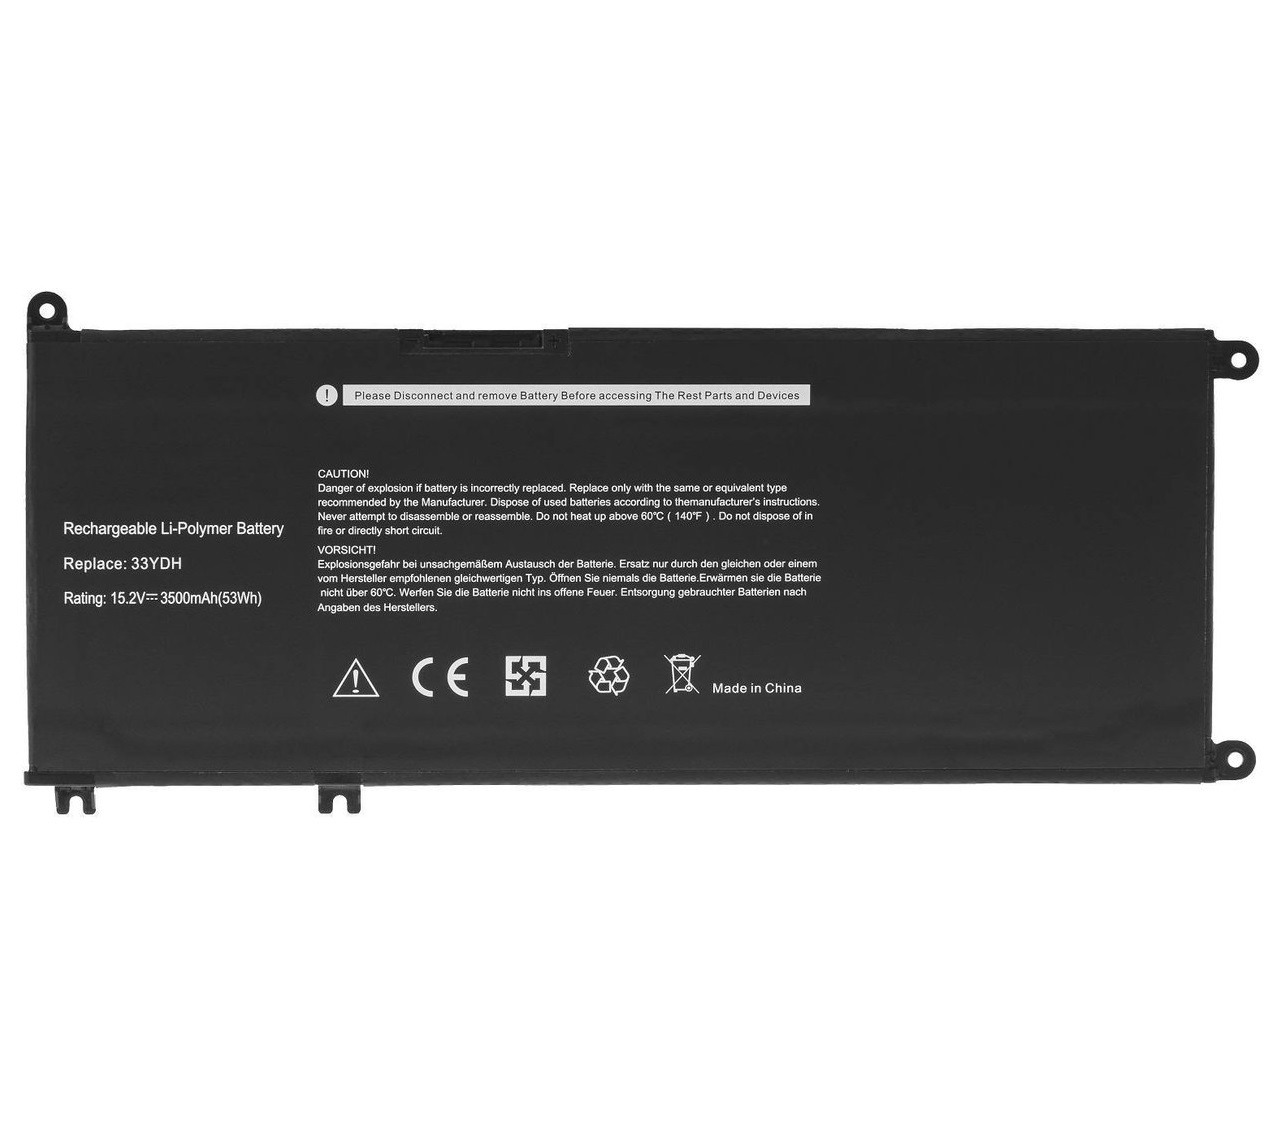 ! Please Disconnect and remove Battery Before accessing The Rest Parts and Devices
CAUTION!
Danger of explosion if battery is incorrectly replaced. Replace only with the same or equivalent type
recommended by the Manufacturer. Dispose of used batteries according to themanufacturer's instructions.
Never attempt to disassemble or reassemble. Do not heat up above 60℃ ( 140℉ ) . Do not dispose of in
fire or directly short circuit.
VORSICHT!
Explosionsgefahr bei unsachgemäßem Austausch der Batterie. Ersatz nur durch den gleichen oder einem
vom Hersteller empfohlenen gleichwertigen Typ. Öffnen Sie niemals die Batterie.Erwärmen sie die Batterie
nicht über 60℃. Werfen Sie die Batterie nicht ins offene Feuer. Entsorgung gebrauchter Batterien nach
Angaben des Herstellers.
Rechargeable Li-Polymer Battery
Replace: 33YDH
Rating: 15.2V⎓3500mAh(53Wh)
CE
Made in China